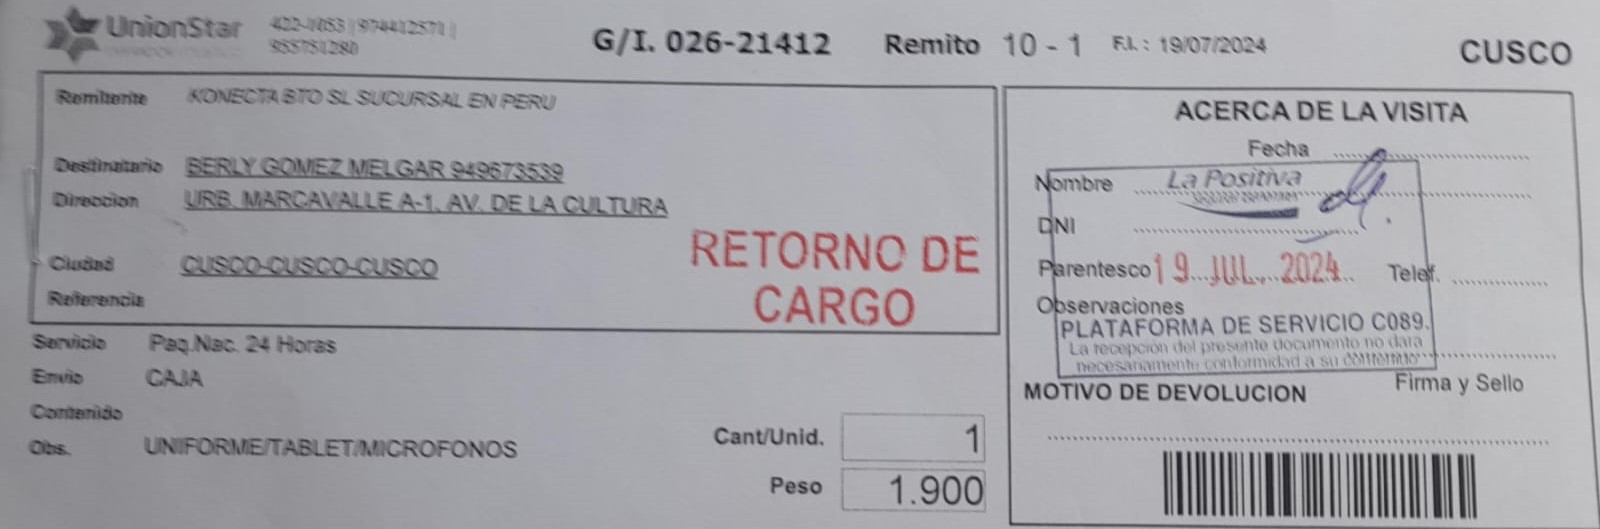 UnionStar
G/I. 026-21412
Remito 10 - 1
F.I. : 19/07/2024
CUSCO
Remitente KONECTA BTO SL SUCURSAL EN PERU
Destinatario BERLY GOMEZ MELGAR 949673539
Direccion URB. MARCAVALLE A-1, AV. DE LA CULTURA
Ciudad CUSCO-CUSCO-CUSCO
Referencia
RETORNO DE
CARGO
Servicio Paq.Nac. 24 Horas
Envio CAJA
Contenido
Obs. UNIFORME/TABLET/MICROFONOS
Cant/Unid. 1
Peso 1.900
ACERCA DE LA VISITA
Fecha
Nombre La Positiva
DNI
Parentesco 19 JUL. 2024 Telef.
Observaciones
PLATAFORMA DE SERVICIO C089.
La recepción del presente documento no dara
necesariamente conformidad a su contenido
Firma y Sello
MOTIVO DE DEVOLUCION